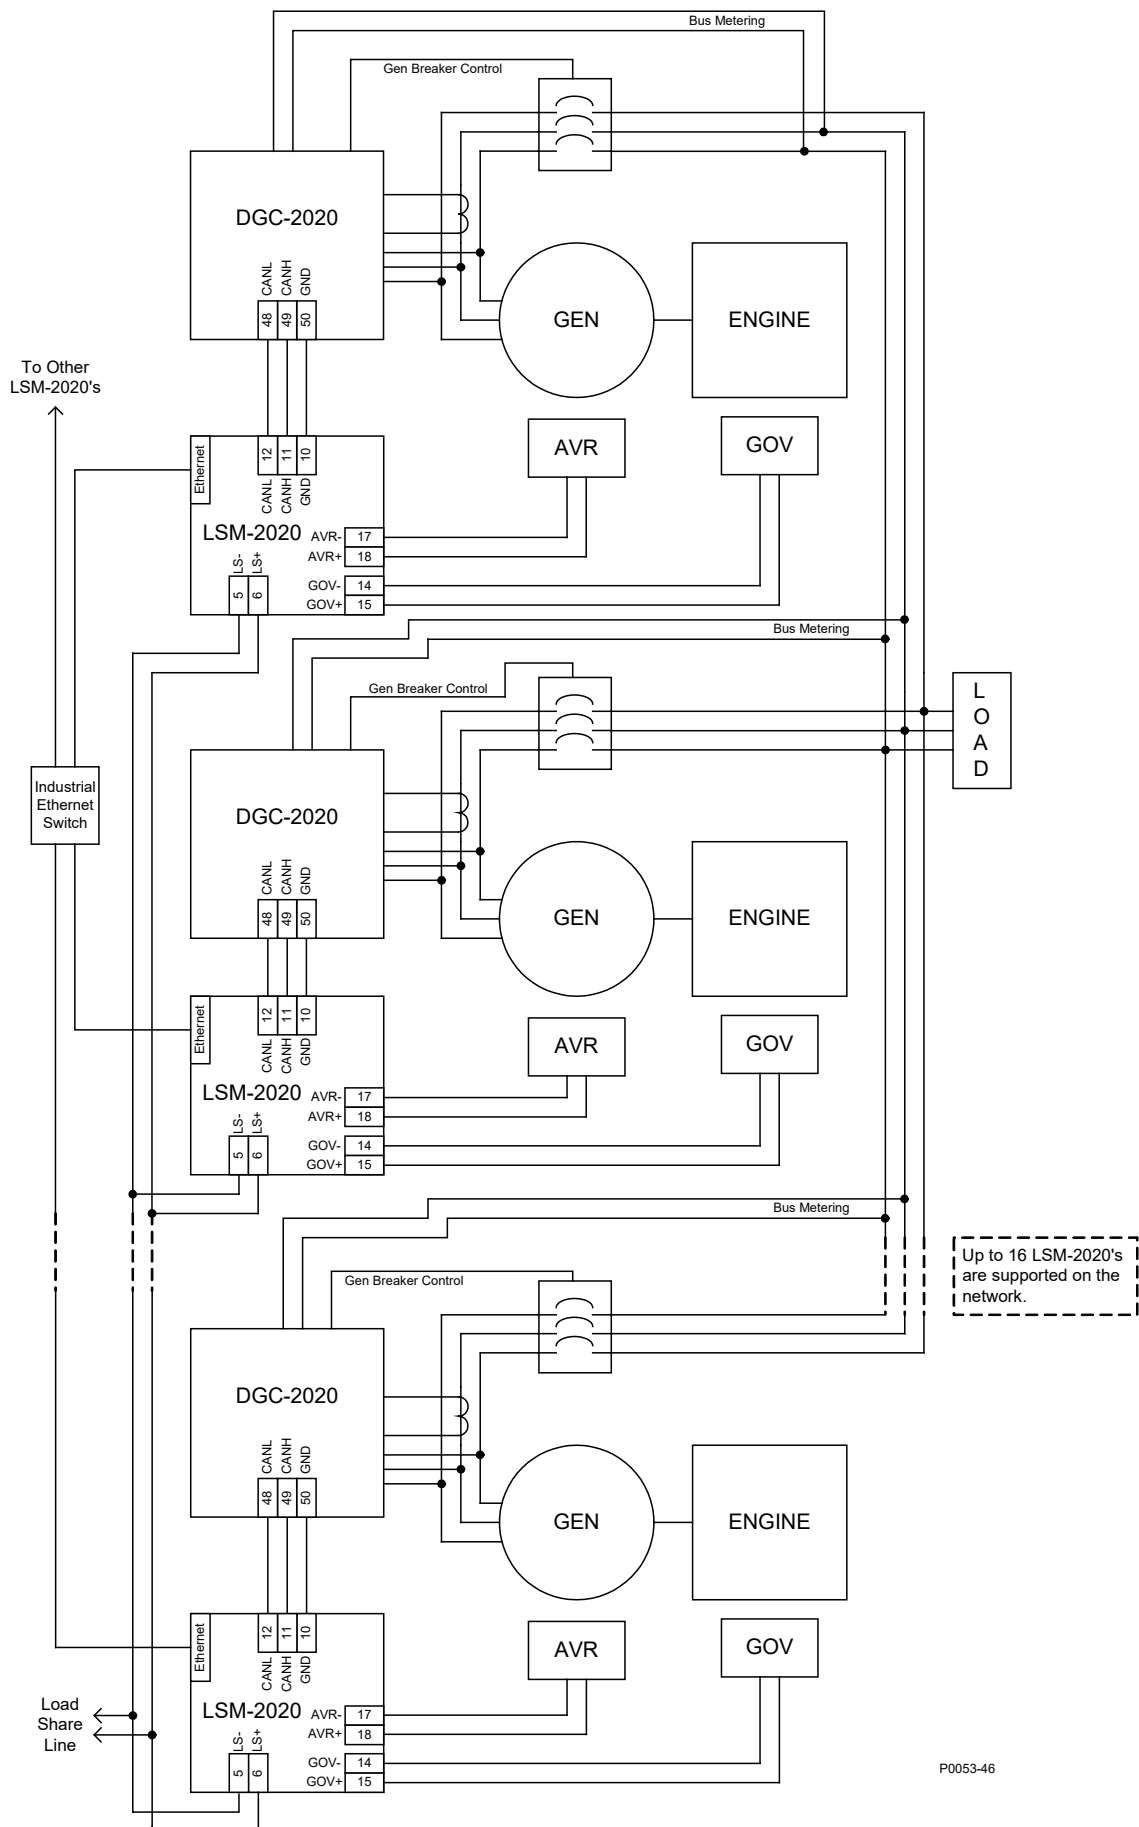 Bus Metering
Gen Breaker Control
DGC-2020
CANL
CANH
GND
48
49
50
GEN
ENGINE
To Other
LSM-2020's
AVR
GOV
Ethernet
12
11
10
CANL
CANH
GND
LSM-2020
AVR- 17
AVR+ 18
LS-
LS+
GOV- 14
GOV+ 15
5
6
Bus Metering
Gen Breaker Control
L
O
A
D
Industrial
Ethernet
Switch
DGC-2020
CANL
CANH
GND
48
49
50
GEN
ENGINE
Ethernet
12
11
10
CANL
CANH
GND
AVR
GOV
LSM-2020
AVR- 17
AVR+ 18
LS-
LS+
GOV- 14
GOV+ 15
5
6
Bus Metering
Up to 16 LSM-2020's
are supported on the
network.
Gen Breaker Control
DGC-2020
CANL
CANH
GND
48
49
50
GEN
ENGINE
Ethernet
12
11
10
CANL
CANH
GND
AVR
GOV
Load
Share
Line
LSM-2020
AVR- 17
AVR+ 18
LS-
LS+
GOV- 14
GOV+ 15
5
6
P0053-46